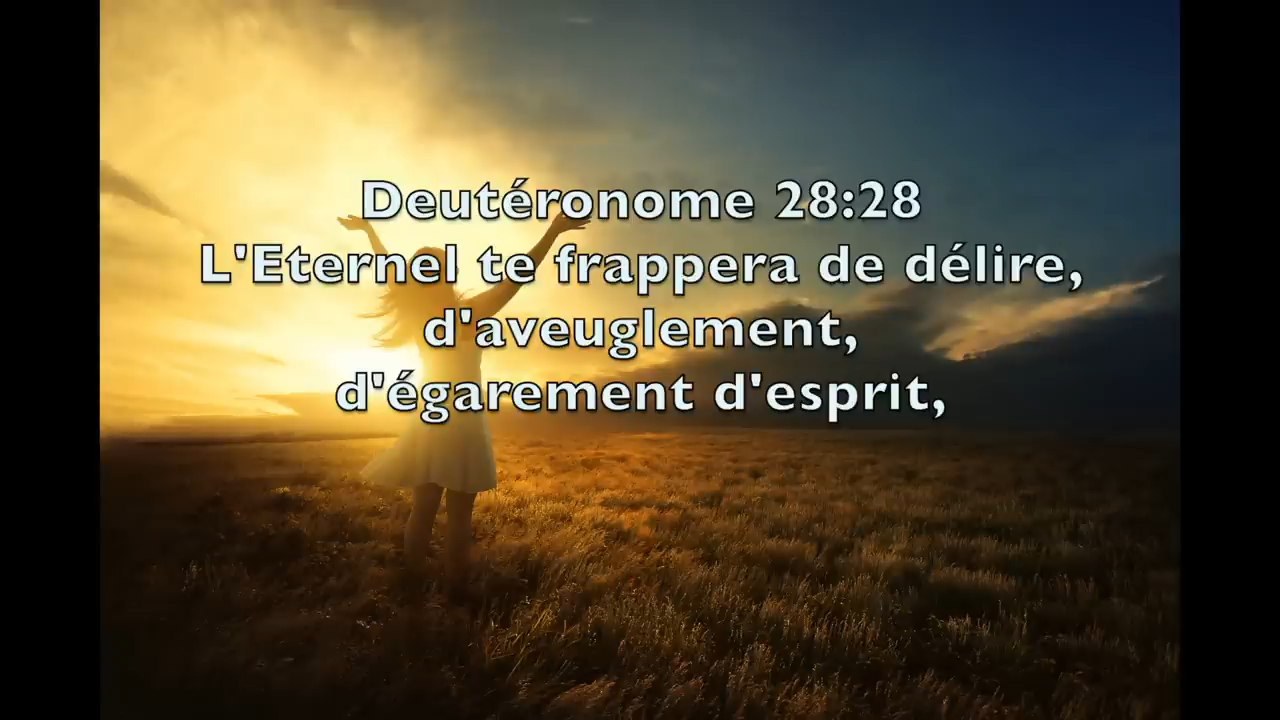 Deutéronome 28:28
L'Eternel te frappera de délire,
d'aveuglement,
d'égarement d'esprit,